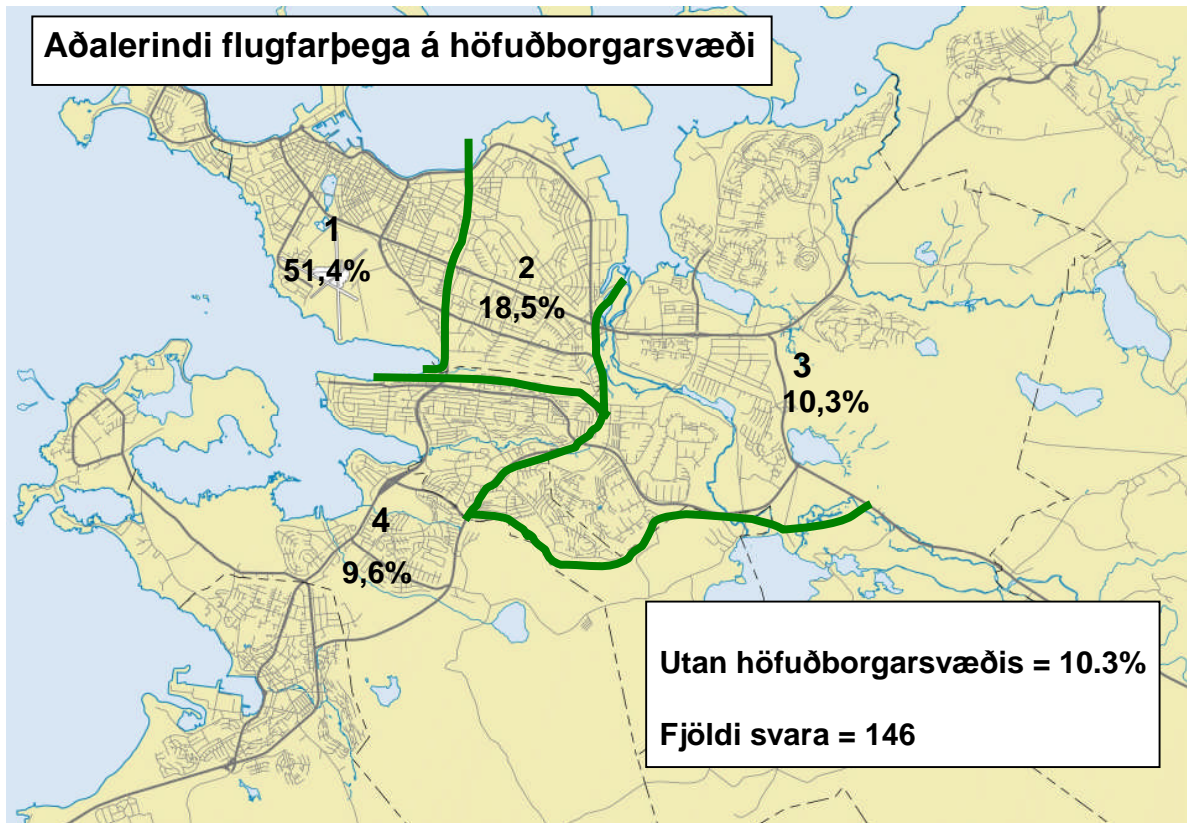 Aðalerindi flugfarþega á höfuðborgarsvæði
1
51,4%
2
18,5%
3
10,3%
4
9,6%
Utan höfuðborgarsvæðis = 10.3%
Fjöldi svara = 146